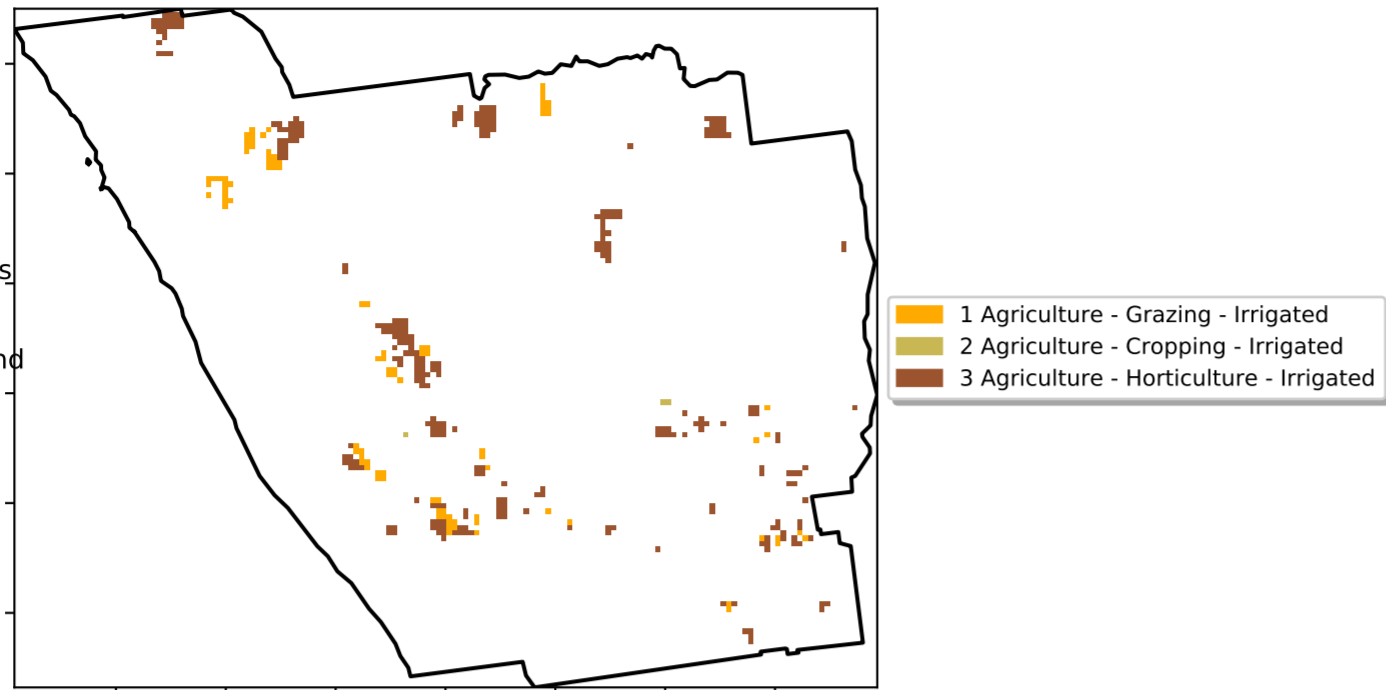 1 Agriculture - Grazing - Irrigated
2 Agriculture - Cropping - Irrigated
3 Agriculture - Horticulture - Irrigated